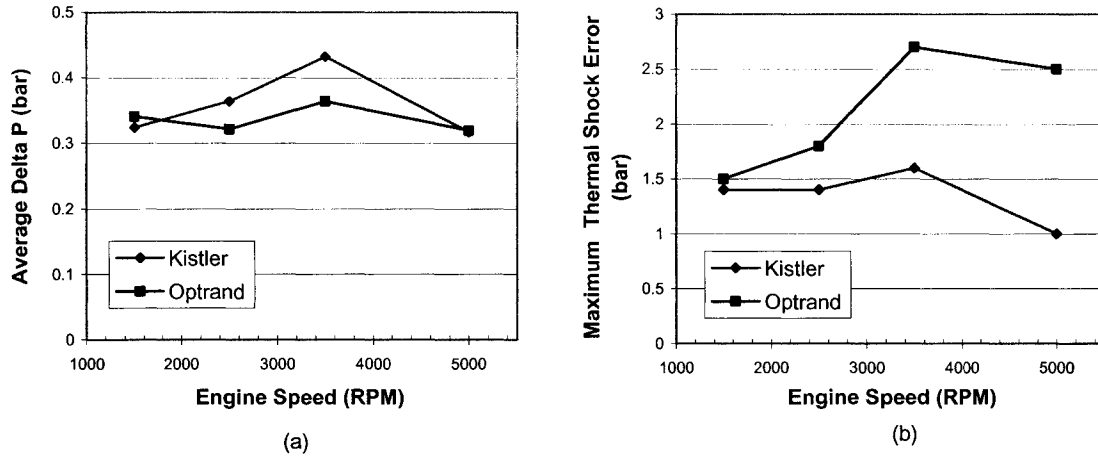 Average Delta P (bar)
0.5
0.4
0.3
0.2
0.1
0
Kistler
Optrand
1000 2000 3000 4000 5000
Engine Speed (RPM)
(a)
Maximum Thermal Shock Error
(bar)
3
2.5
2
1.5
1
0.5
0
Kistler
Optrand
1000 2000 3000 4000 5000
Engine Speed (RPM)
(b)